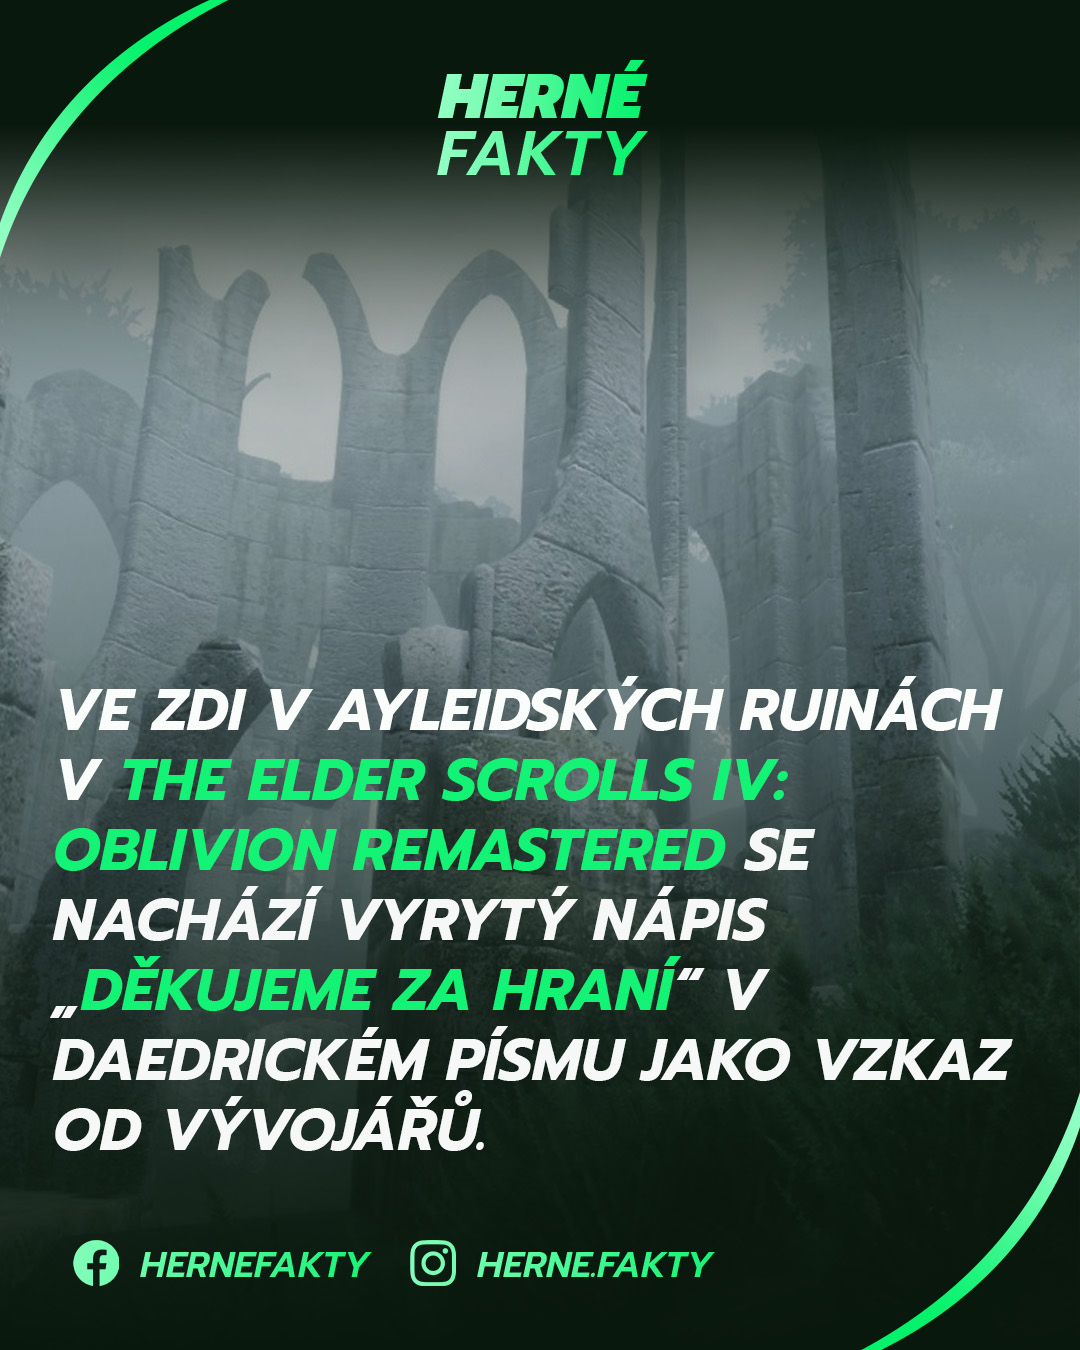 HERNÉ
FAKTY
VE ZDI V AYLEIDSKÝCH RUINÁCH
V THE ELDER SCROLLS IV:
OBLIVION REMASTERED SE
NACHÁZÍ VYRYTÝ NÁPIS
„DĚKUJEME ZA HRANÍ“ V
DAEDRICKÉM PÍSMU JAKO VZKAZ
OD VÝVOJÁŘŮ.
HERNEFAKTY HERNE.FAKTY